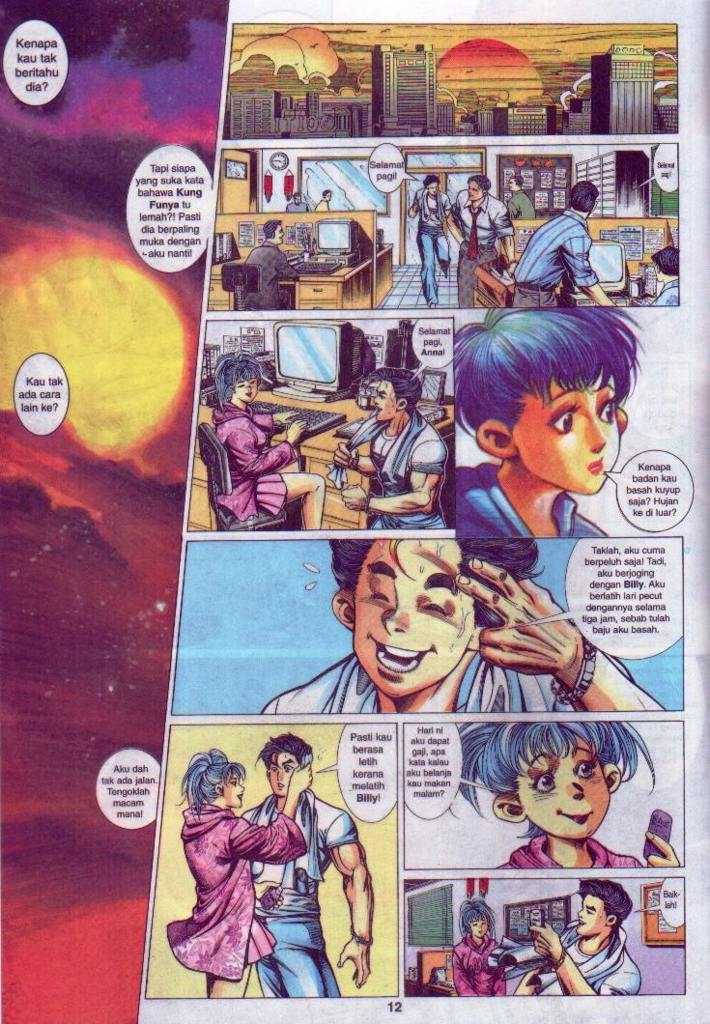 Kenapa
kau tak
beritahu
dia?
Tapi siapa
yang suka kata
bahawa Kung
Funya tu
lemah?! Pasti
dia berpaling
muka dengan
aku nanti!
Kau tak
ada cara
lain ke?
Aku dah
tak ada jalan.
Tengoklah
macam
mana!
Selamat
pagi!
Selamat
pagi!
Selamat
pagi,
Anna!
Kenapa
badan kau
basah kuyup
saja? Hujan
ke di luar?
Taklah, aku cuma
berpeluh saja! Tadi,
aku berjoging
dengan Billy. Aku
berlatih lari pecut
dengannya selama
tiga jam, sebab tulah
baju aku basah.
Pasti kau
berasa
letih
kerana
melatih
Billy!
Hari ni
aku dapat
gaji, apa
kata kalau
aku belanja
kau makan
malam?
Baik-
lah!
12